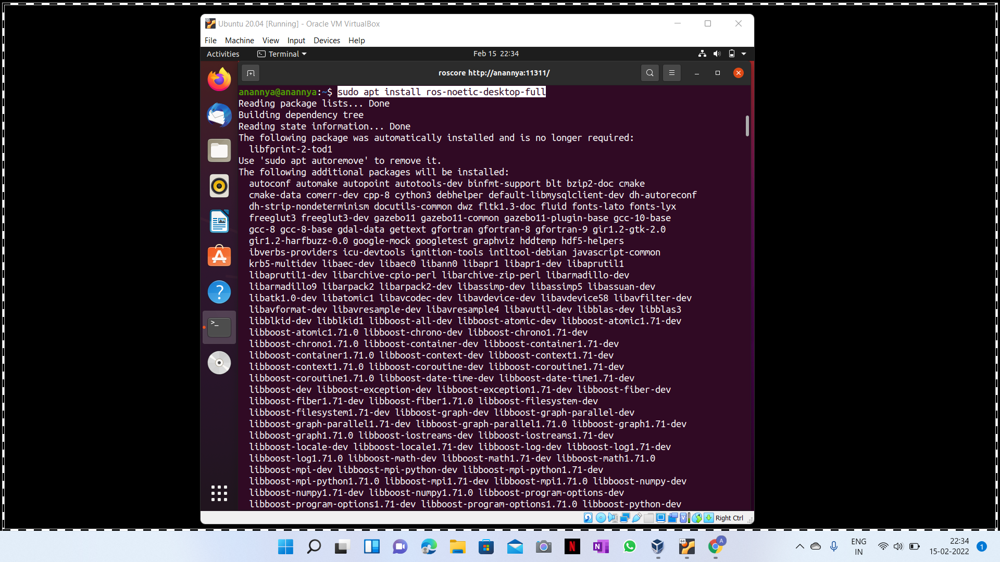 Ubuntu 20.04 [Running] - Oracle VM VirtualBox
File Machine View Input Devices Help
Activities Terminal Feb 15 22:34
roscore http://anannya:11311/
anannya@anannya:~$ sudo apt install ros-noetic-desktop-full
Reading package lists... Done
Building dependency tree
Reading state information... Done
The following package was automatically installed and is no longer required:
libfprint-2-tod1
Use 'sudo apt autoremove' to remove it.
The following additional packages will be installed:
autoconf automake autopoint autotools-dev binfmt-support blt bzip2-doc cmake
cmake-data comerr-dev cpp-8 cython3 debhelper default-libmysqlclient-dev dh-autoreconf
dh-strip-nondeterminism docutils-common dwz fltk1.3-doc fluid fonts-lato fonts-lyx
freeglut3 freeglut3-dev gazebo11 gazebo11-common gazebo11-plugin-base gcc-10-base
gcc-8 gcc-8-base gdal-data gettext gfortran gfortran-8 gfortran-9 gir1.2-gtk-2.0
gir1.2-harfbuzz-0.0 google-mock googletest graphviz hddtemp hdf5-helpers
ibverbs-providers icu-devtools ignition-tools intltool-debian javascript-common
krb5-multidev libaec-dev libaec0 libann0 libapr1 libapr1-dev libaprutil1
libaprutil1-dev libarchive-cpio-perl libarchive-zip-perl libarmadillo-dev
libarmadillo9 libarpack2 libarpack2-dev libassimp-dev libassimp5 libassuan-dev
libatk1.0-dev libatomic1 libavcodec-dev libavdevice-dev libavdevice58 libavfilter-dev
libavformat-dev libavresample-dev libavresample4 libavutil-dev libblas-dev libblas3
libblkid-dev libblkid1 libboost-all-dev libboost-atomic-dev libboost-atomic1.71-dev
libboost-atomic1.71.0 libboost-chrono-dev libboost-chrono1.71-dev
libboost-chrono1.71.0 libboost-container-dev libboost-container1.71-dev
libboost-container1.71.0 libboost-context-dev libboost-context1.71-dev
libboost-context1.71.0 libboost-coroutine-dev libboost-coroutine1.71-dev
libboost-coroutine1.71.0 libboost-date-time-dev libboost-date-time1.71-dev
libboost-dev libboost-exception-dev libboost-exception1.71-dev libboost-fiber-dev
libboost-fiber1.71-dev libboost-fiber1.71.0 libboost-filesystem-dev
libboost-filesystem1.71-dev libboost-graph-dev libboost-graph-parallel-dev
libboost-graph-parallel1.71-dev libboost-graph-parallel1.71.0 libboost-graph1.71-dev
libboost-graph1.71.0 libboost-iostreams-dev libboost-iostreams1.71-dev
libboost-locale-dev libboost-locale1.71-dev libboost-log-dev libboost-log1.71-dev
libboost-log1.71.0 libboost-math-dev libboost-math1.71-dev libboost-math1.71.0
libboost-mpi-dev libboost-mpi-python-dev libboost-mpi-python1.71-dev
libboost-mpi-python1.71.0 libboost-mpi1.71-dev libboost-mpi1.71.0 libboost-numpy-dev
libboost-numpy1.71-dev libboost-numpy1.71.0 libboost-program-options-dev
libboost-program-options1.71-dev libboost-program-options1.71.0 libboost-python-dev
Right Ctrl
ENG 22:34
IN 15-02-2022 1